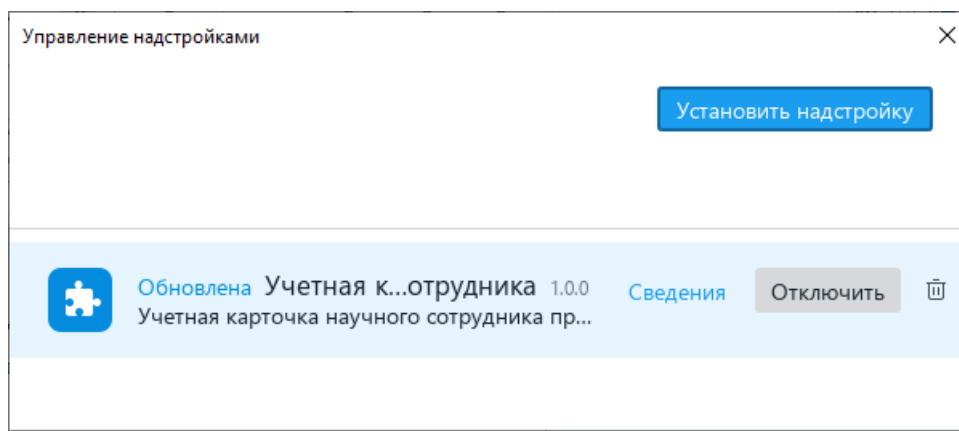 Управление надстройками
Установить надстройку
Обновлена Учетная к...отрудника 1.0.0
Учетная карточка научного сотрудника пр...
Сведения
Отключить